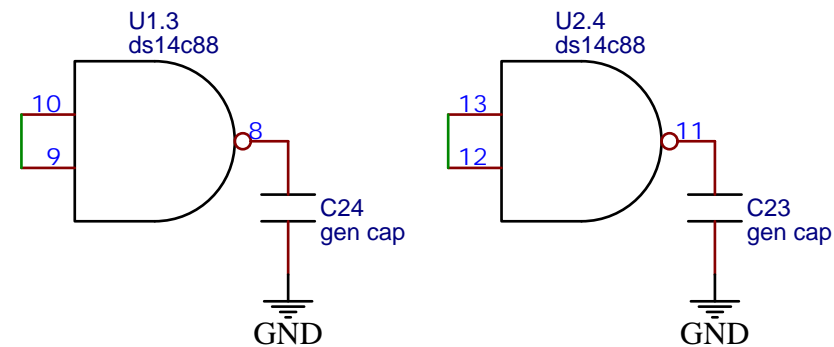 U1.3
ds14c88
10
9
8
C24
gen cap
GND
U2.4
ds14c88
13
12
11
C23
gen cap
GND